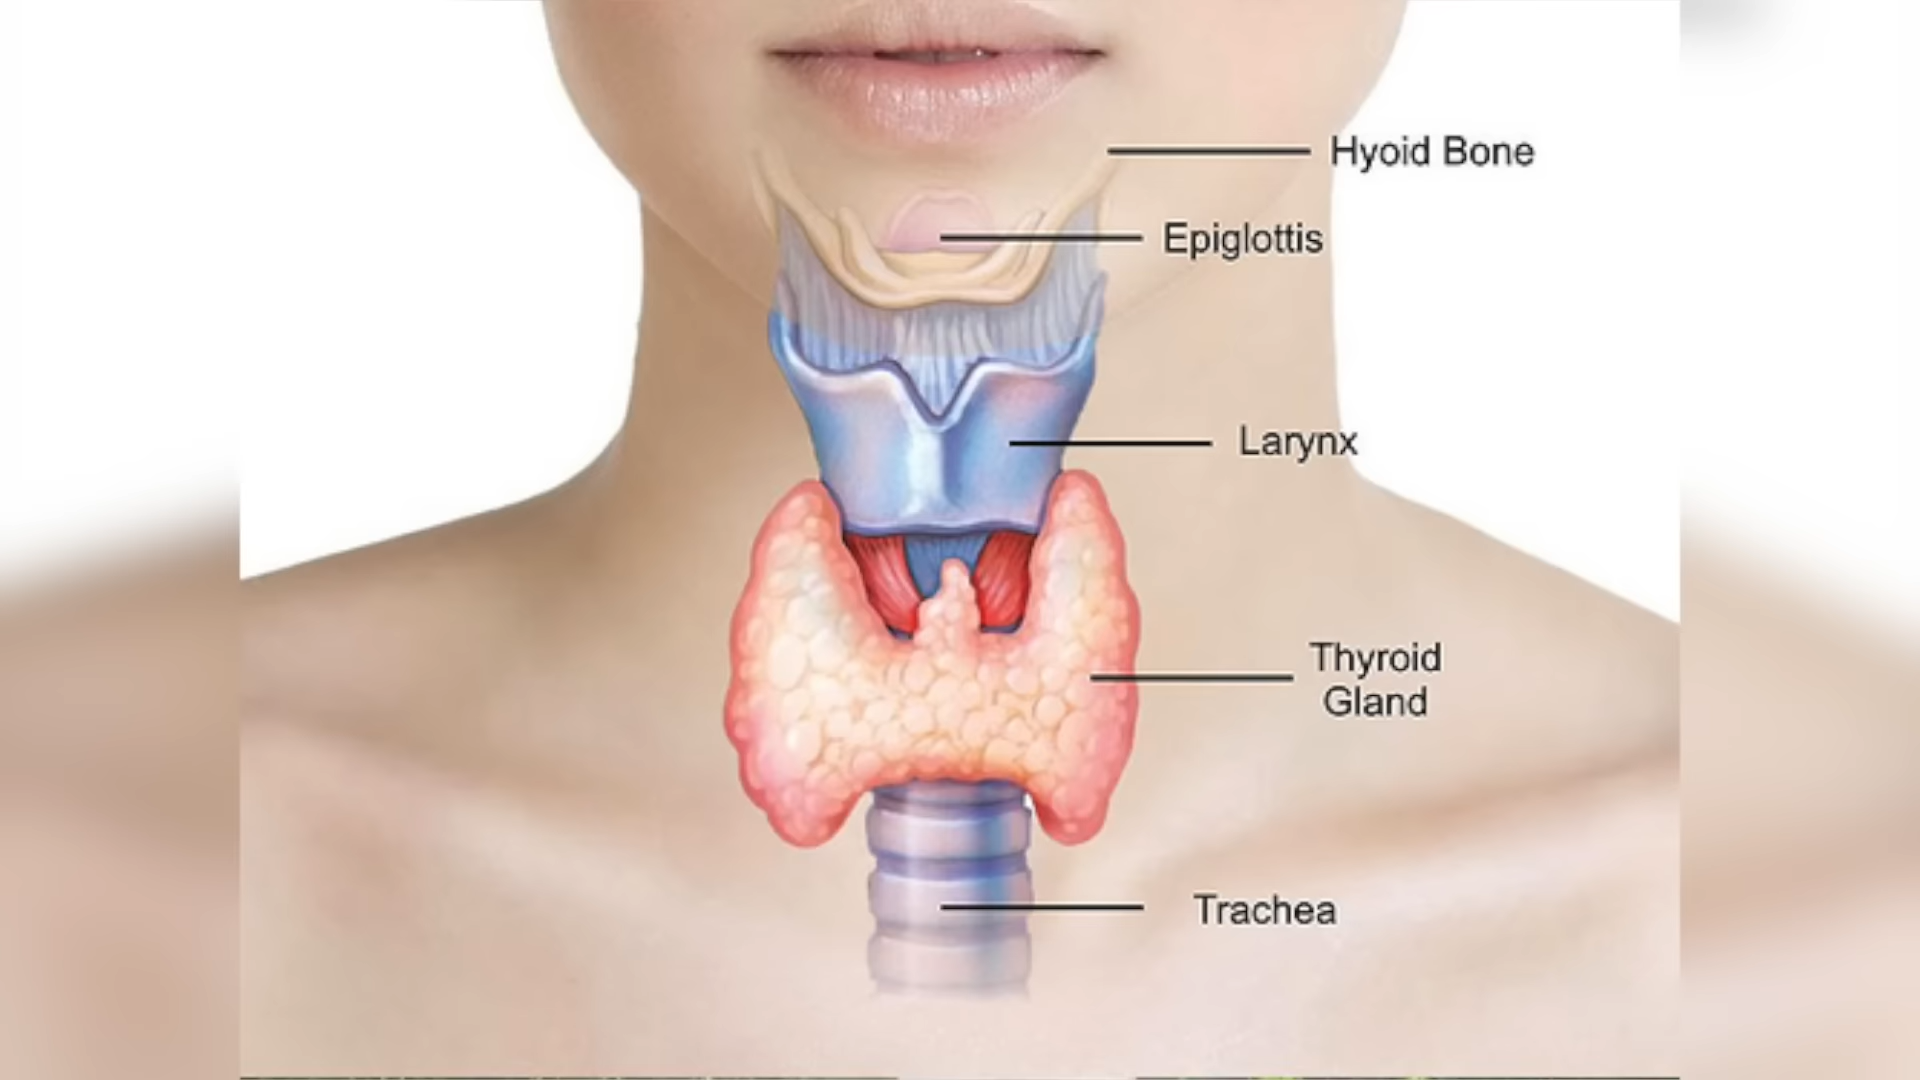 Hyoid Bone
Epiglottis
Larynx
Thyroid
Gland
Trachea